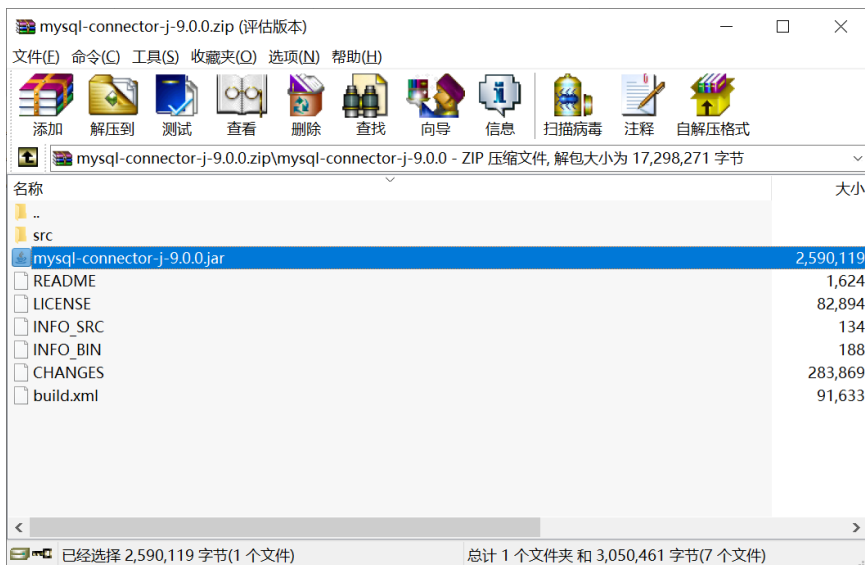 mysql-connector-j-9.0.0.zip (评估版本)
文件(F) 命令(C) 工具(S) 收藏夹(O) 选项(N) 帮助(H)
添加 解压到 测试 查看 删除 查找 向导 信息 扫描病毒 注释 自解压格式
mysql-connector-j-9.0.0.zip\mysql-connector-j-9.0.0 - ZIP 压缩文件, 解包大小为 17,298,271 字节
名称 大小
..
src
mysql-connector-j-9.0.0.jar 2,590,119
README 1,624
LICENSE 82,894
INFO_SRC 134
INFO_BIN 188
CHANGES 283,869
build.xml 91,633
已经选择 2,590,119 字节(1 个文件) 总计 1 个文件夹 和 3,050,461 字节(7 个文件)